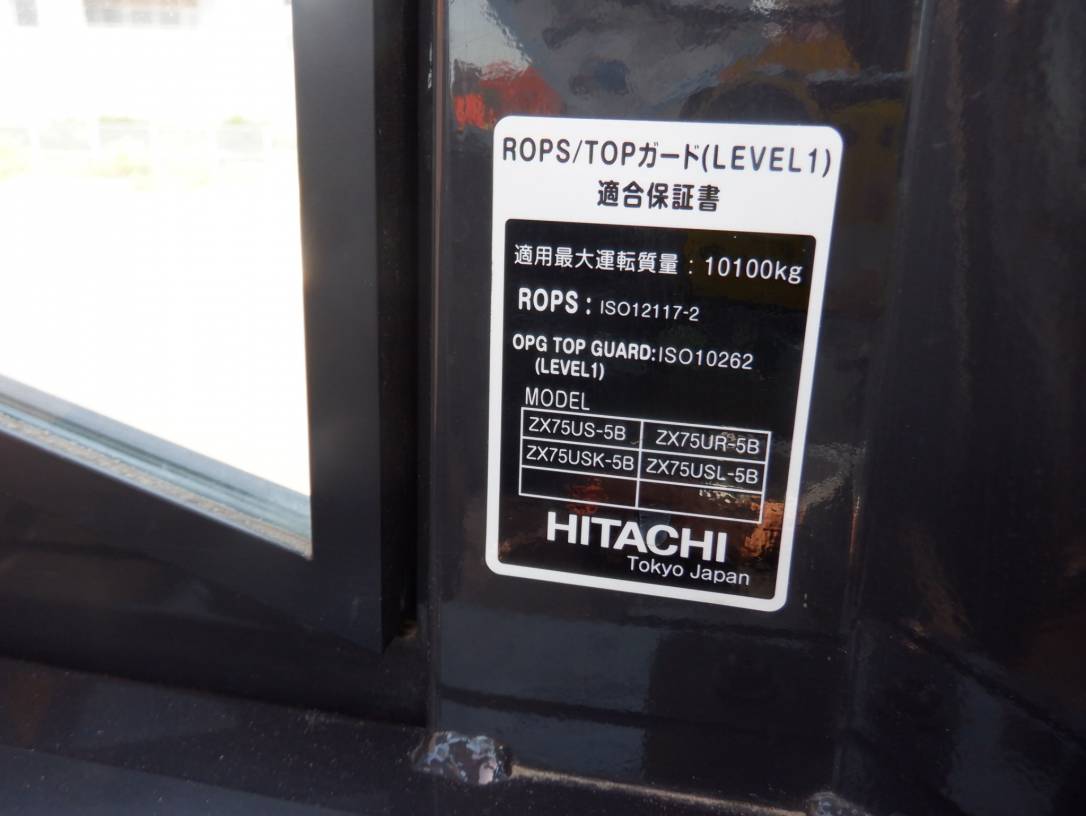 ROPS/TOPガード(LEVEL1)
適合保証書
適用最大運転質量：10100kg
ROPS：ISO12117-2
OPG TOP GUARD:ISO10262
(LEVEL1)
MODEL
ZX75US-5B ZX75UR-5B
ZX75USK-5B ZX75USL-5B
HITACHI
Tokyo Japan